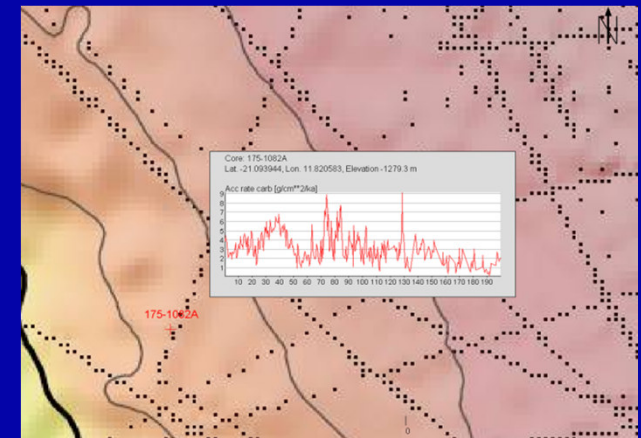 N
Core: 175-1082A
Lat. -21.093944, Lon. 11.820583, Elevation -1279.3 m
Acc rate carb [g/cm**2/ka]
9
8
7
6
5
4
3
2
1
10 20 30 40 50 60 70 80 90 100 110 120 130 140 150 160 170 180 190
175-1082A
0